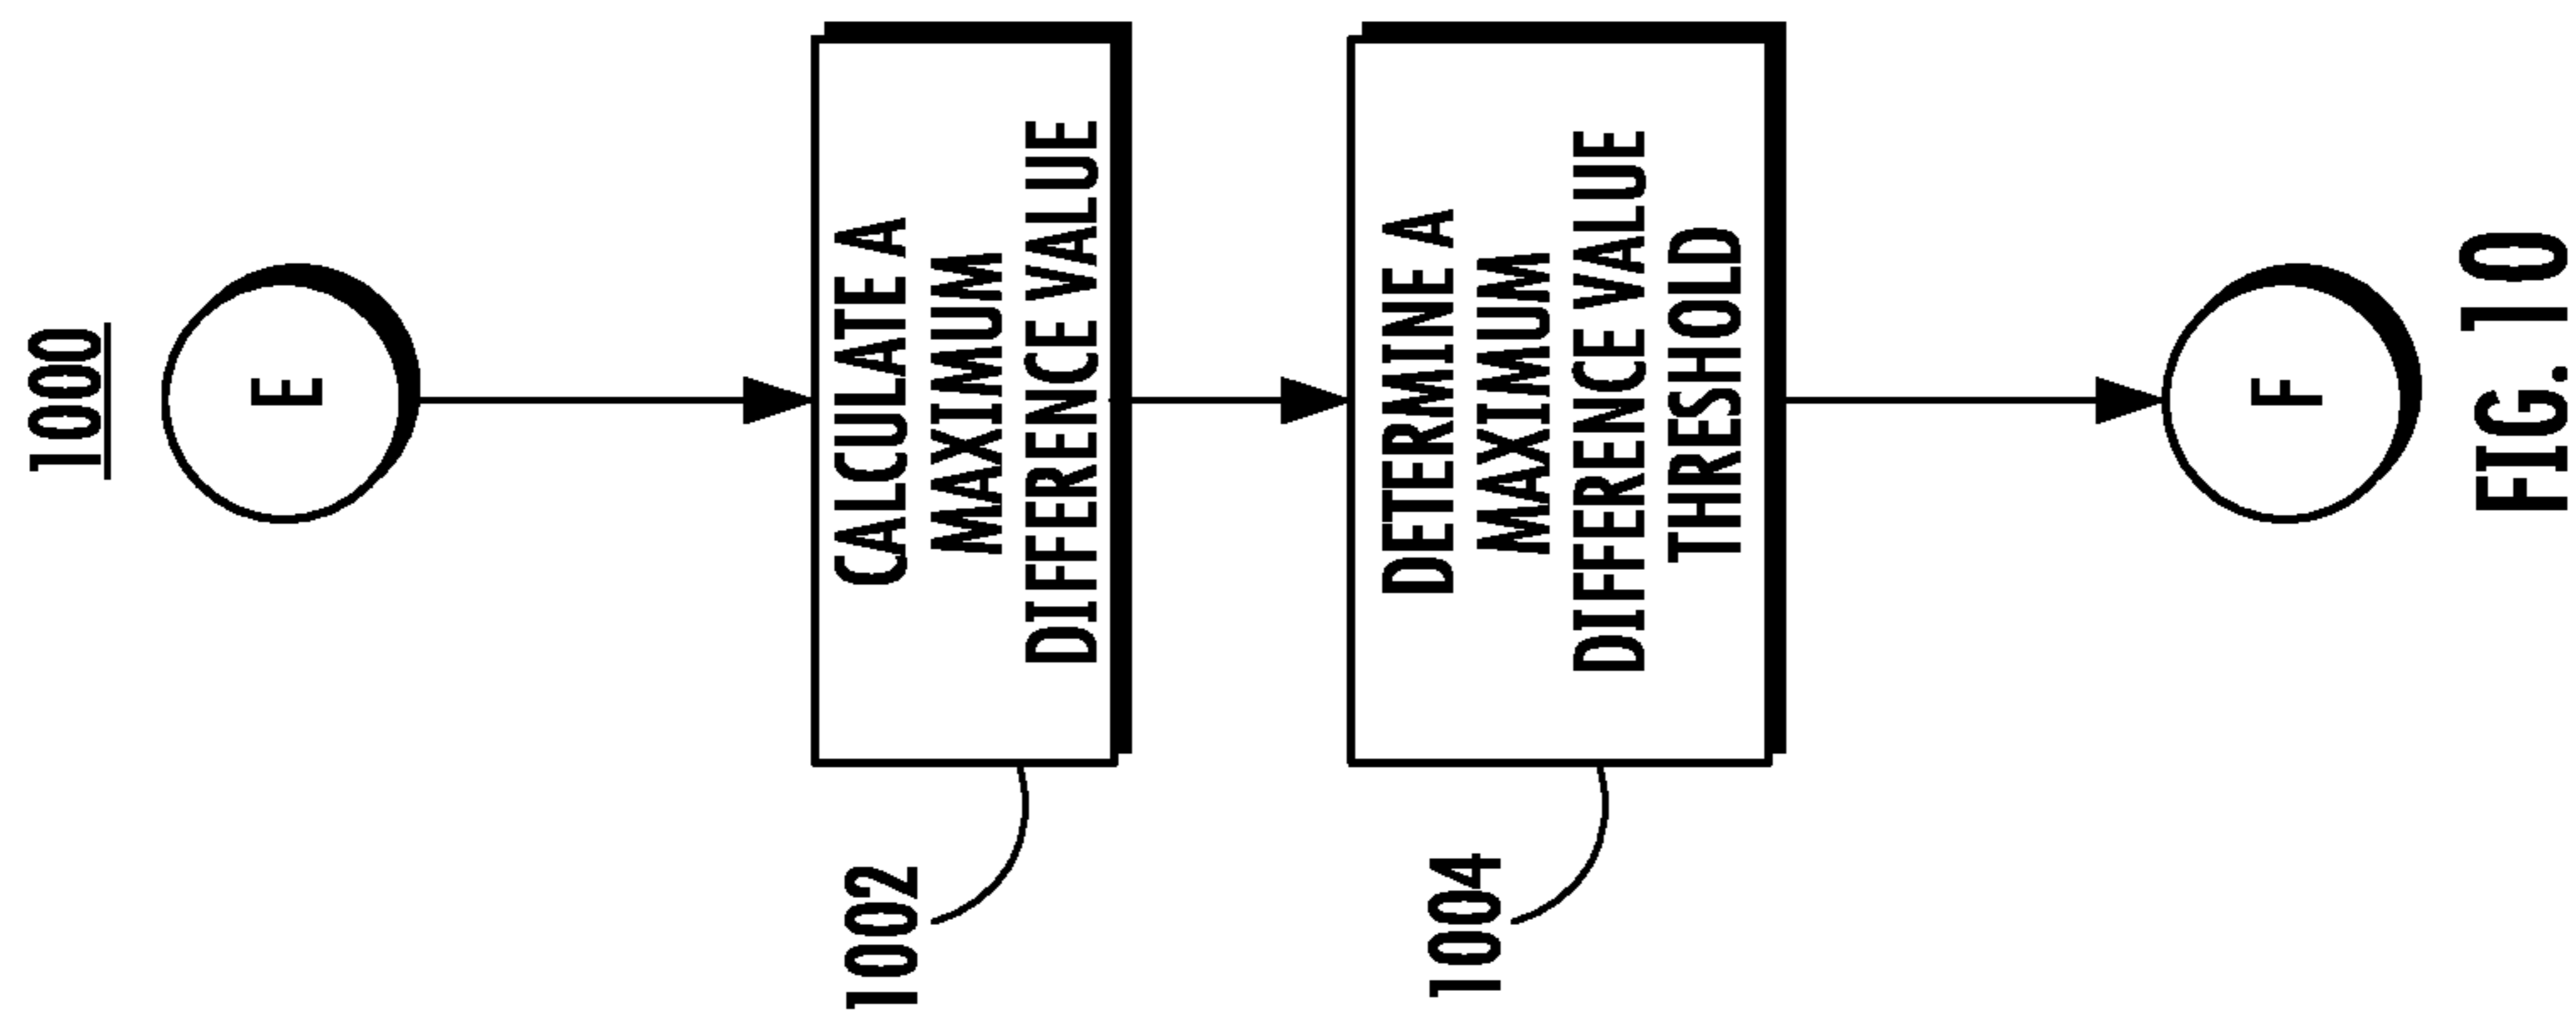 1000
E
CALCULATE A
MAXIMUM
DIFFERENCE VALUE
1002
DETERMINE A
MAXIMUM
DIFFERENCE VALUE
THRESHOLD
1004
F
FIG. 10